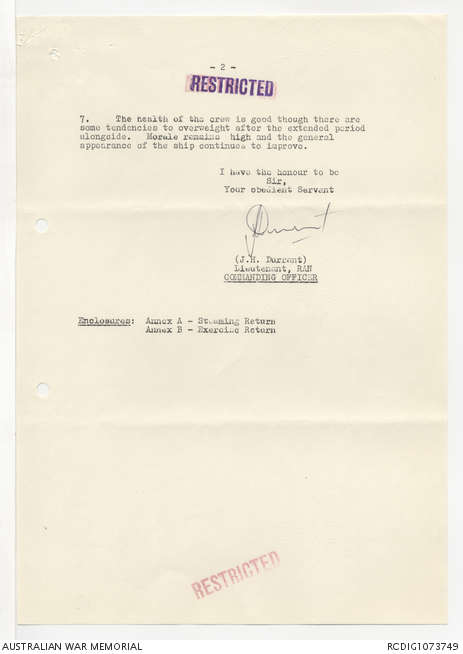 - 2 -
RESTRICTED
7. The health of the crew is good though there are
some tendencies to overweight after the extended period
alongside. Morale remains high and the general
appearance of the ship continues to improve.
I have the honour to be
Sir,
Your obedient Servant
(J.H. Durrant)
Lieutenant, RAN
COMMANDING OFFICER
Enclosures: Annex A - Steaming Return
Annex B - Exercise Return
RESTRICTED
AUSTRALIAN WAR MEMORIAL
RCDIG1073749